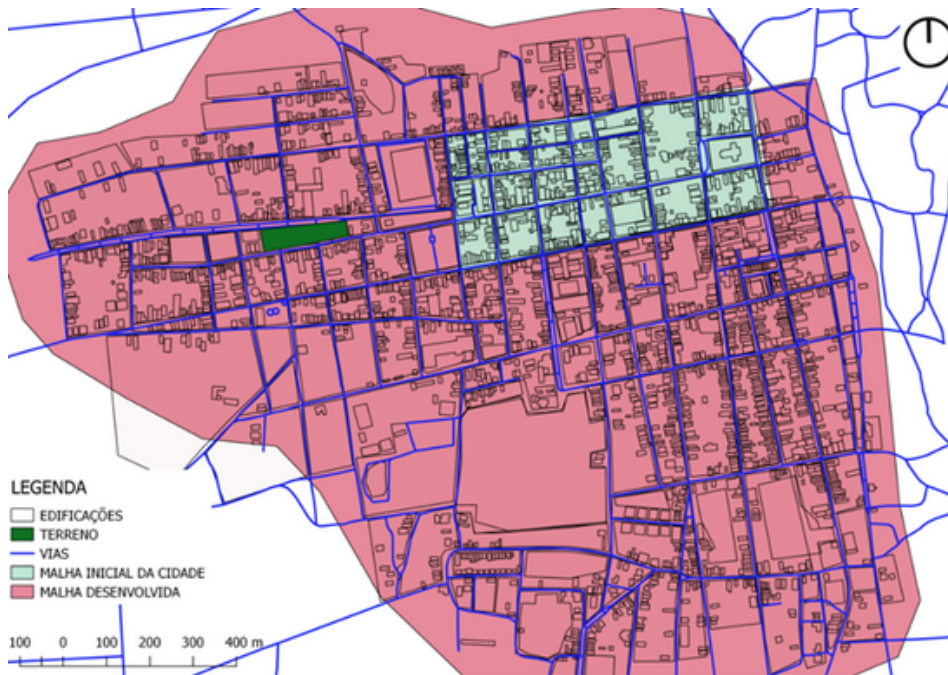 LEGENDA
EDIFICAÇÕES
TERRENO
VIAS
MALHA INICIAL DA CIDADE
MALHA DESENVOLVIDA
100 0 100 200 300 400 m